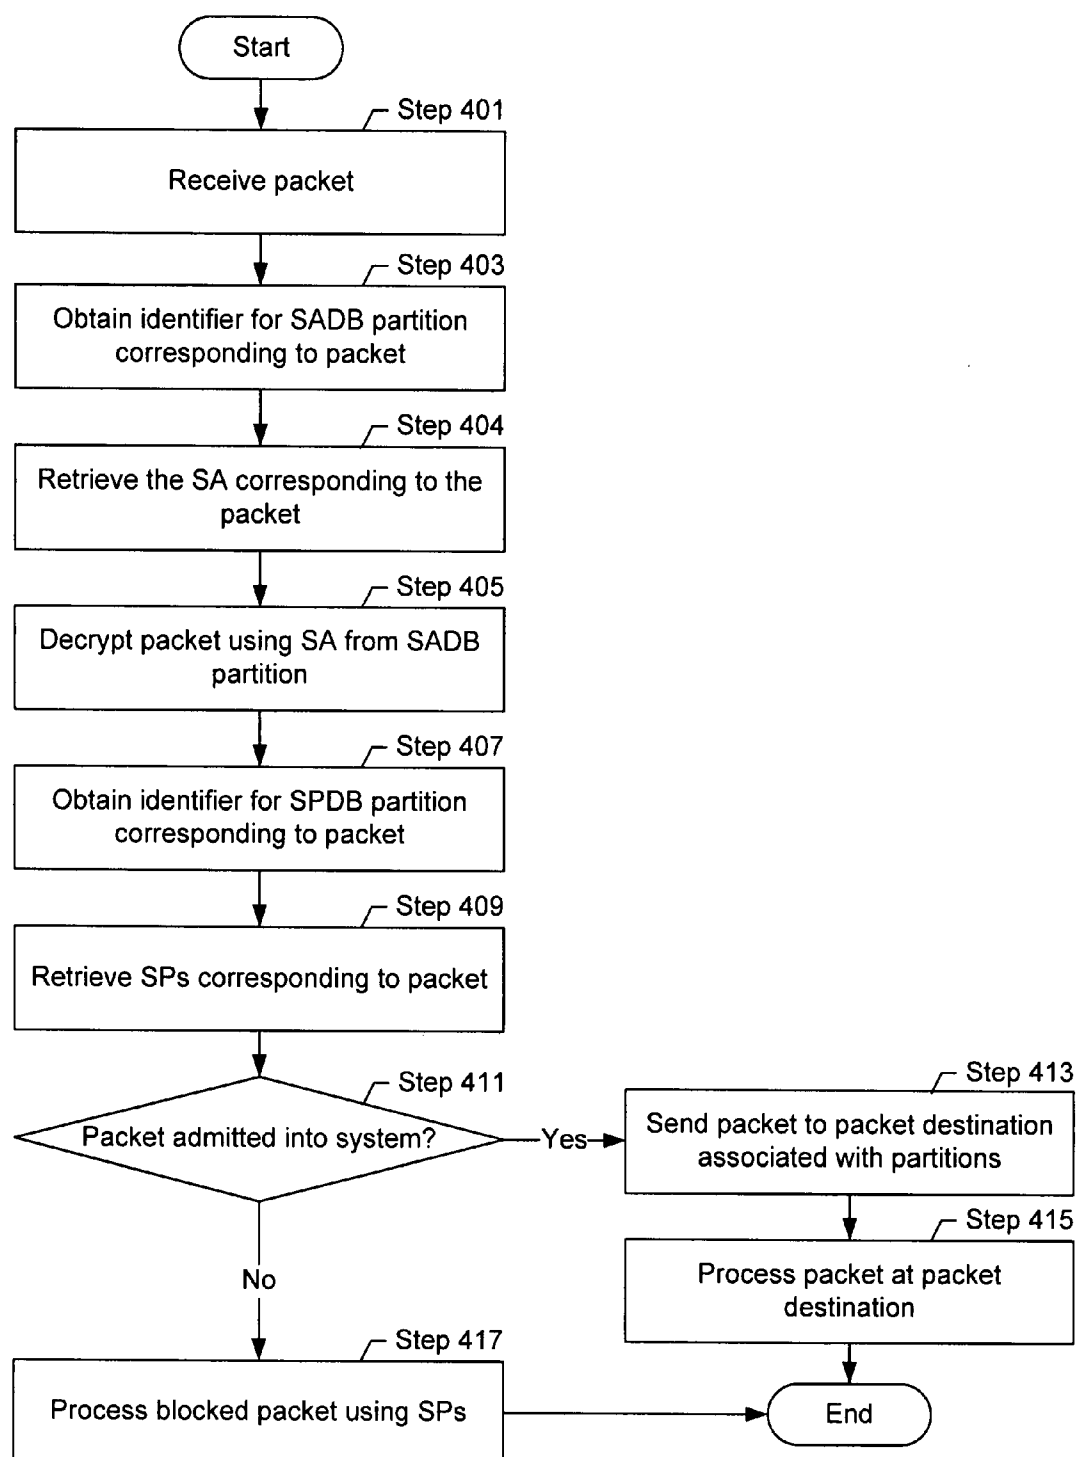 Start
Step 401
Receive packet
Step 403
Obtain identifier for SADB partition
corresponding to packet
Step 404
Retrieve the SA corresponding to the
packet
Step 405
Decrypt packet using SA from SADB
partition
Step 407
Obtain identifier for SPDB partition
corresponding to packet
Step 409
Retrieve SPs corresponding to packet
Step 411
Packet admitted into system?
Yes
Step 413
Send packet to packet destination
associated with partitions
Step 415
Process packet at packet
destination
No
Step 417
Process blocked packet using SPs
End